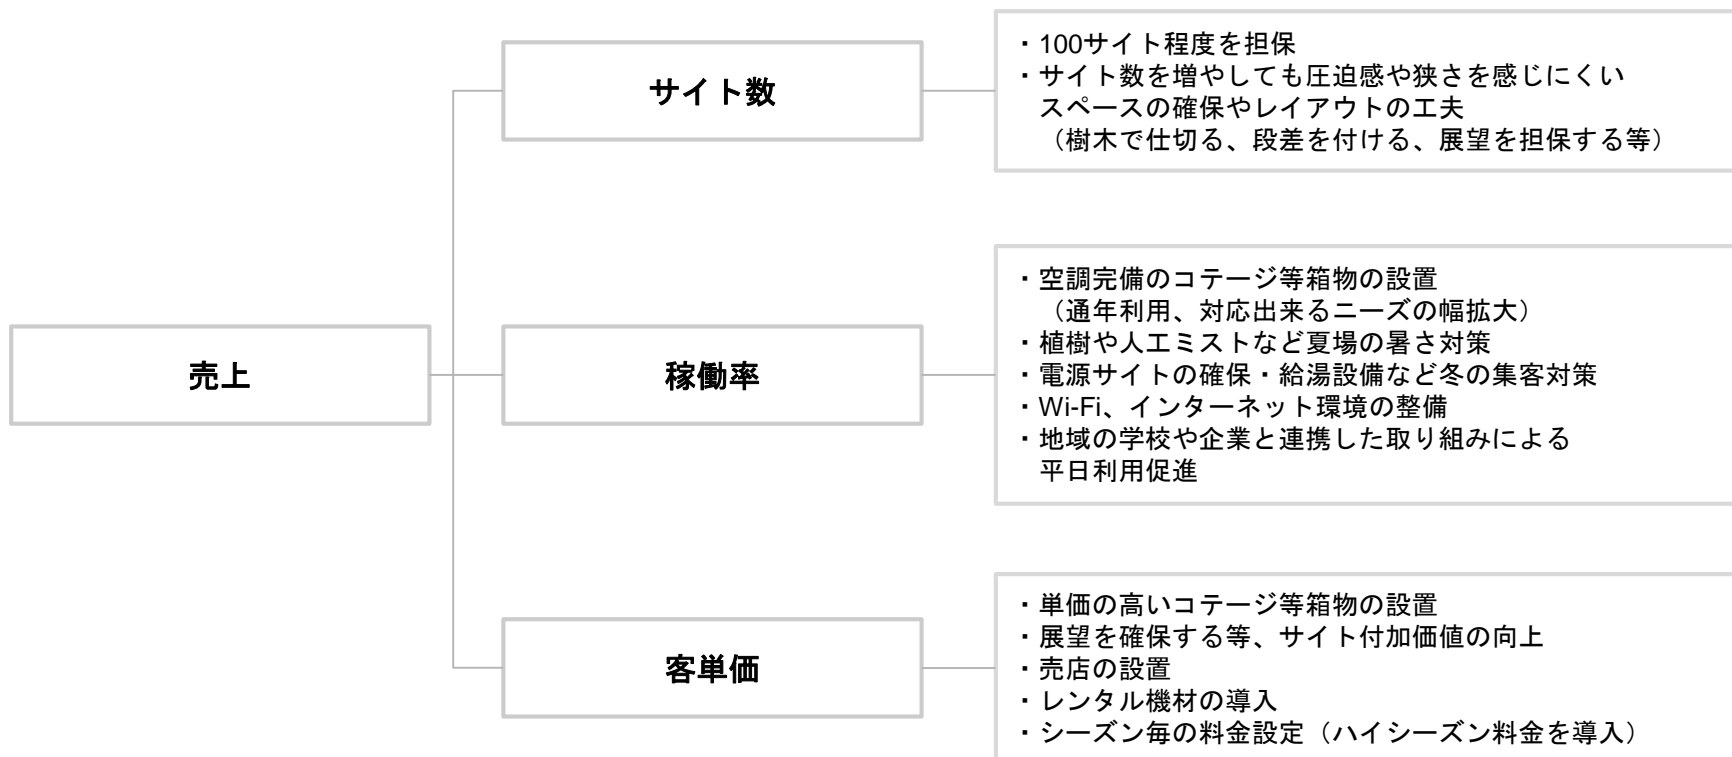 売上
サイト数
・100サイト程度を担保
・サイト数を増やしても圧迫感や狭さを感じにくい
スペースの確保やレイアウトの工夫
（樹木で仕切る、段差を付ける、展望を担保する等）
稼働率
・空調完備のコテージ等箱物の設置
（通年利用、対応出来るニーズの幅拡大）
・植樹や人工ミストなど夏場の暑さ対策
・電源サイトの確保・給湯設備など冬の集客対策
・Wi-Fi、インターネット環境の整備
・地域の学校や企業と連携した取り組みによる
平日利用促進
客単価
・単価の高いコテージ等箱物の設置
・展望を確保する等、サイト付加価値の向上
・売店の設置
・レンタル機材の導入
・シーズン毎の料金設定（ハイシーズン料金を導入）